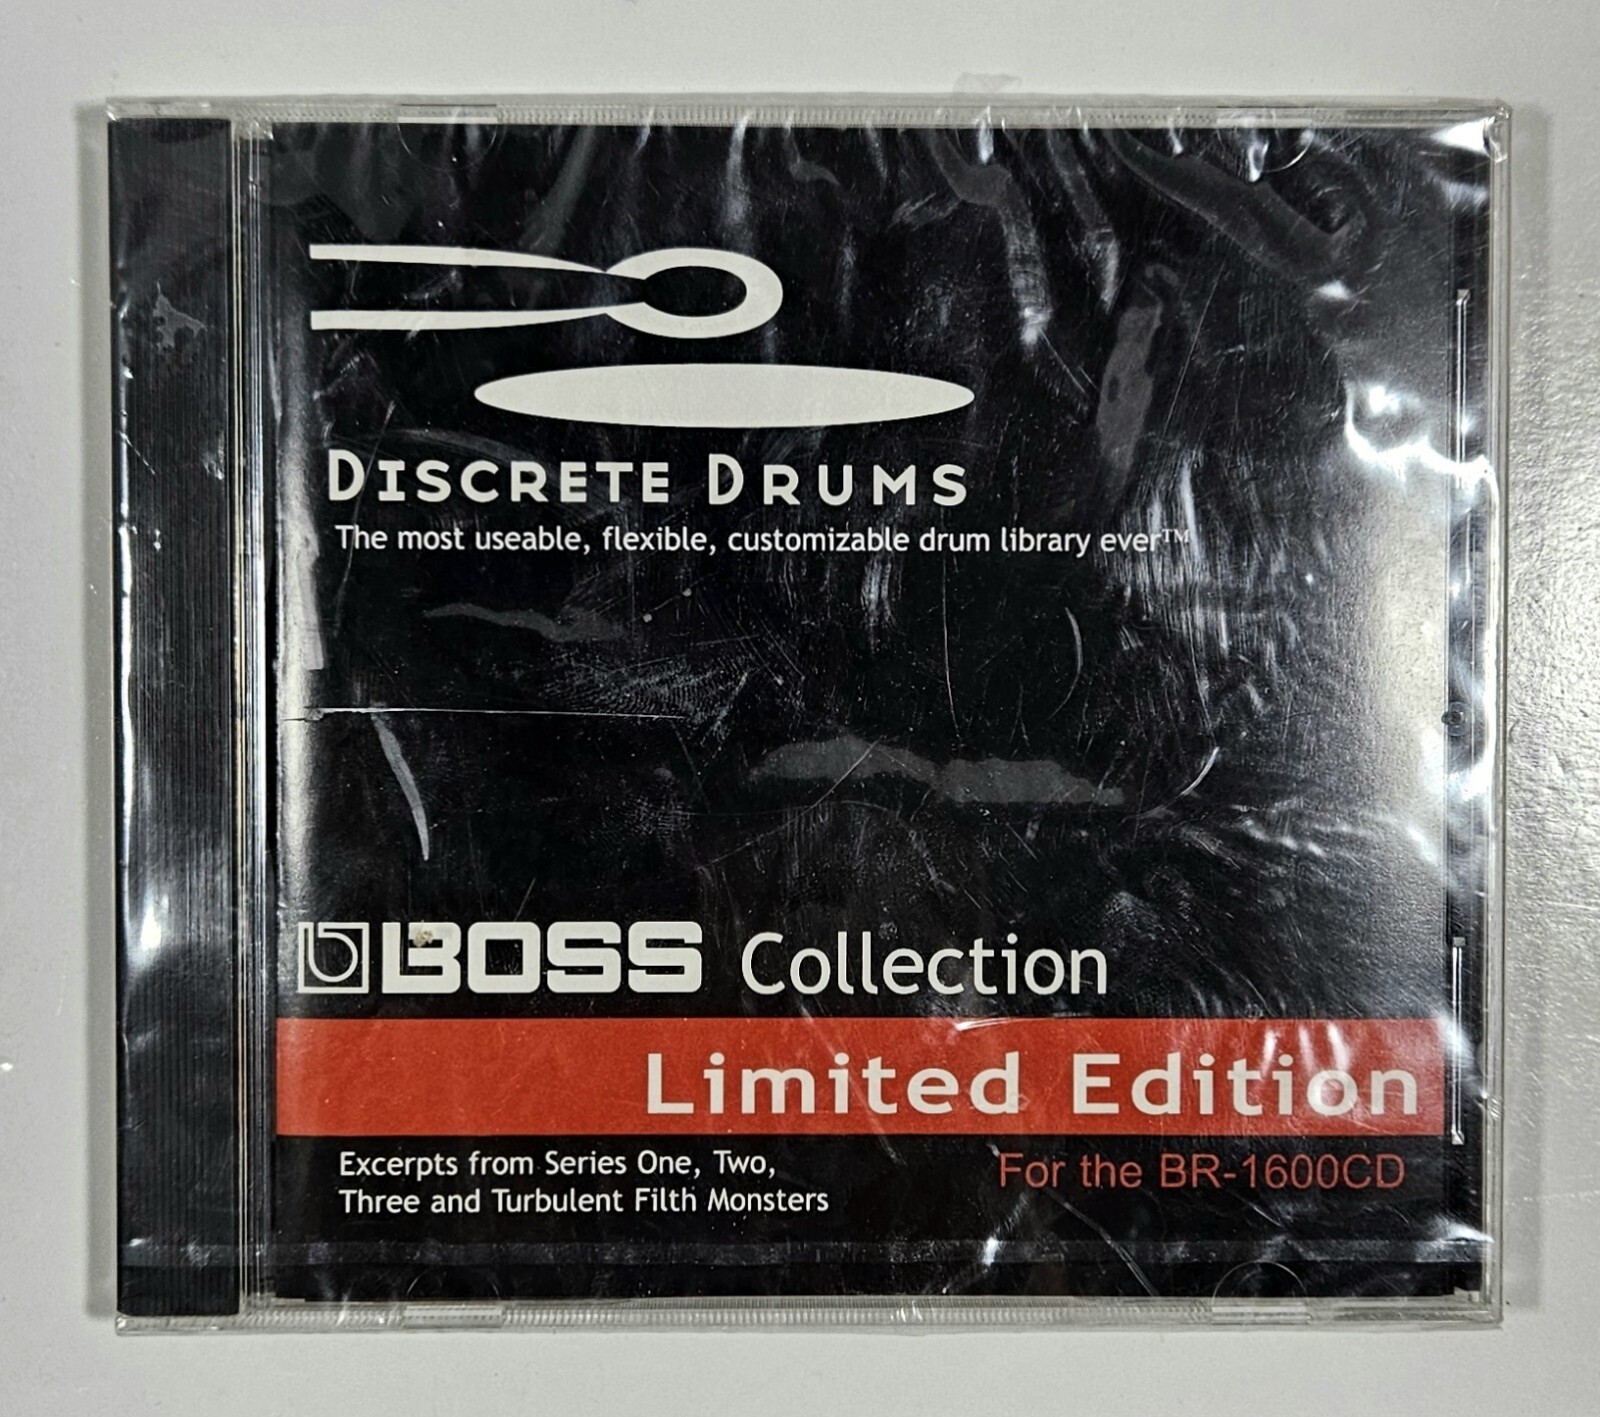 DISCRETE DRUMS
The most useable, flexible, customizable drum library ever™
BOSS Collection
Limited Edition
Excerpts from Series One, Two,
Three and Turbulent Filth Monsters
For the BR-1600CD